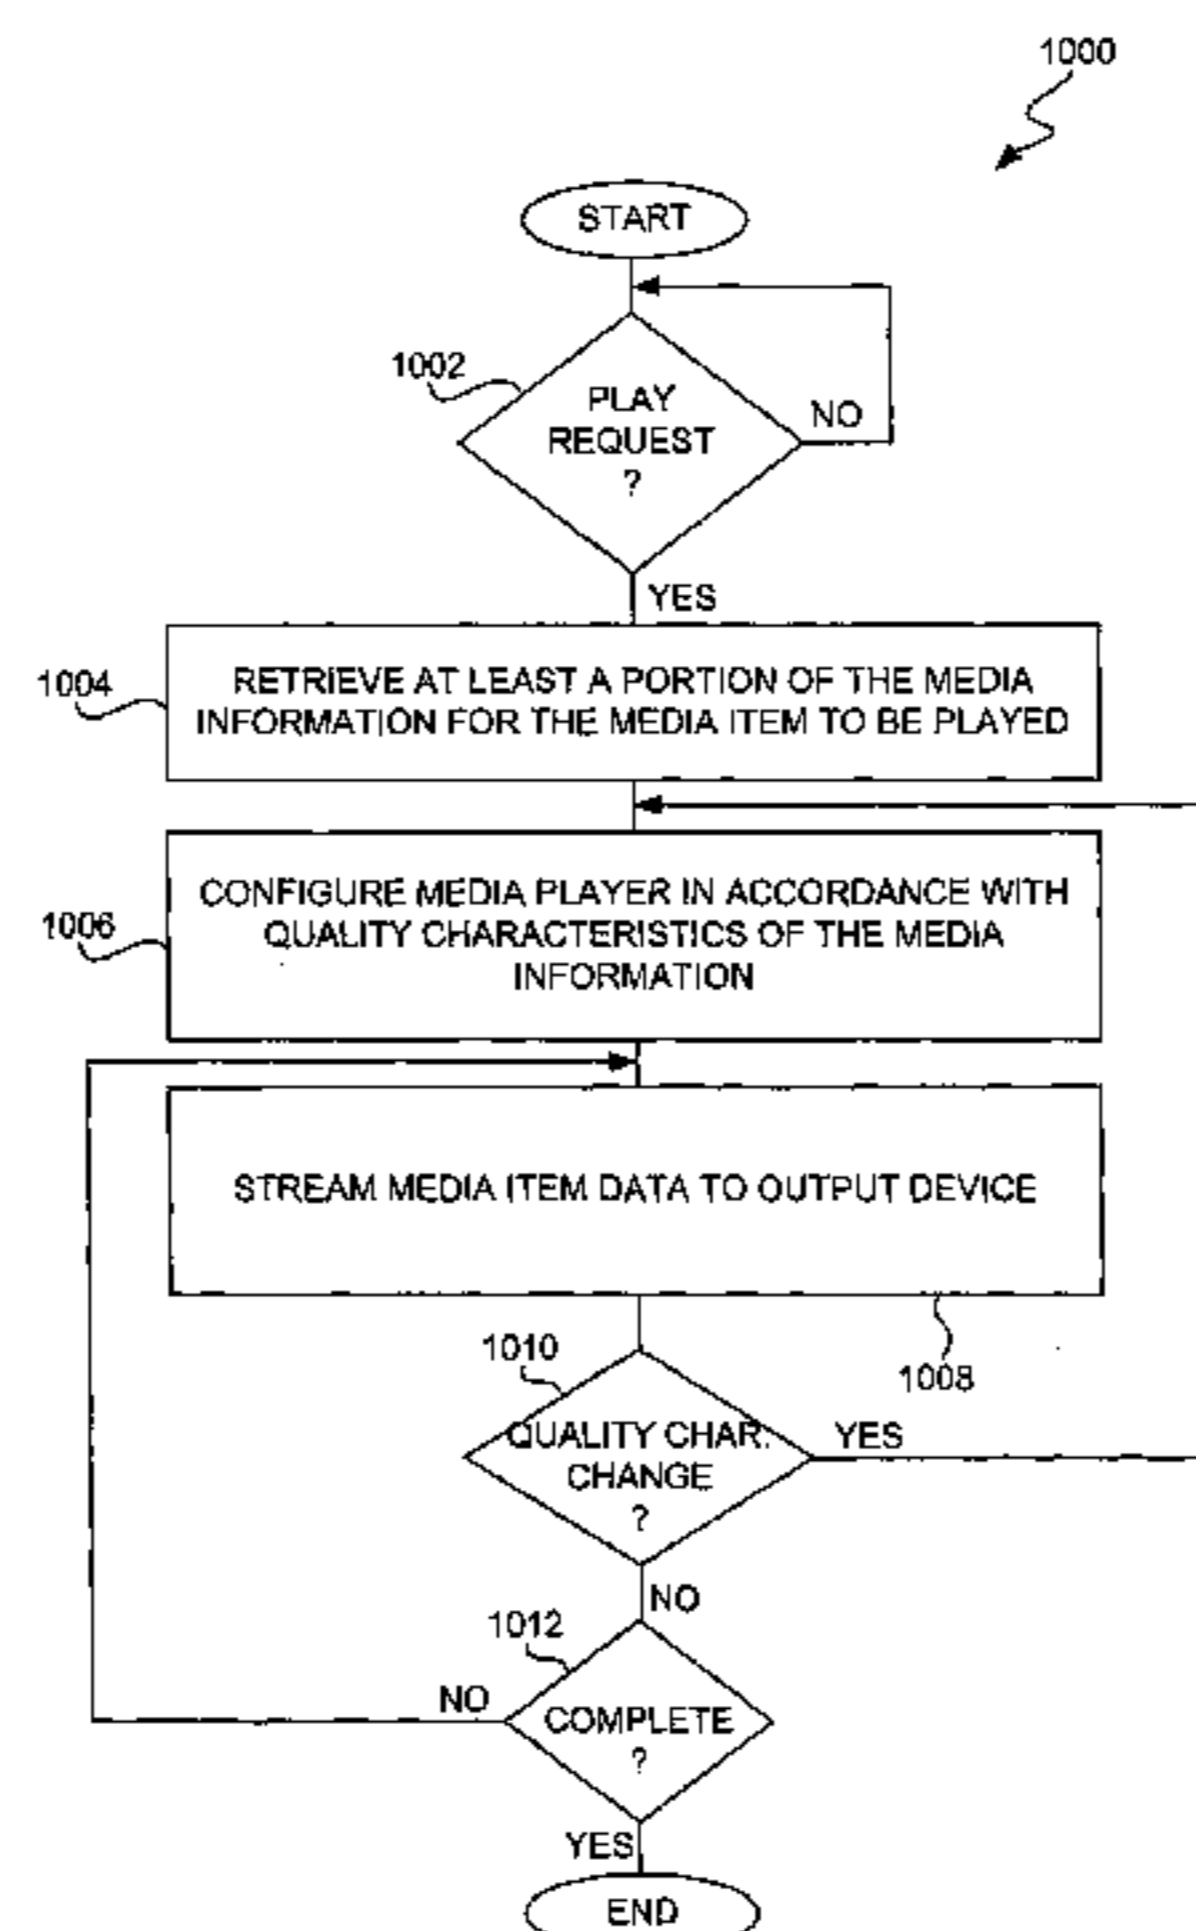 1000
START
1002
PLAY
REQUEST
?
NO
YES
1004
RETRIEVE AT LEAST A PORTION OF THE MEDIA
INFORMATION FOR THE MEDIA ITEM TO BE PLAYED
1006
CONFIGURE MEDIA PLAYER IN ACCORDANCE WITH
QUALITY CHARACTERISTICS OF THE MEDIA
INFORMATION
STREAM MEDIA ITEM DATA TO OUTPUT DEVICE
1008
1010
QUALITY CHAR.
CHANGE
?
YES
NO
1012
COMPLETE
?
NO
YES
END